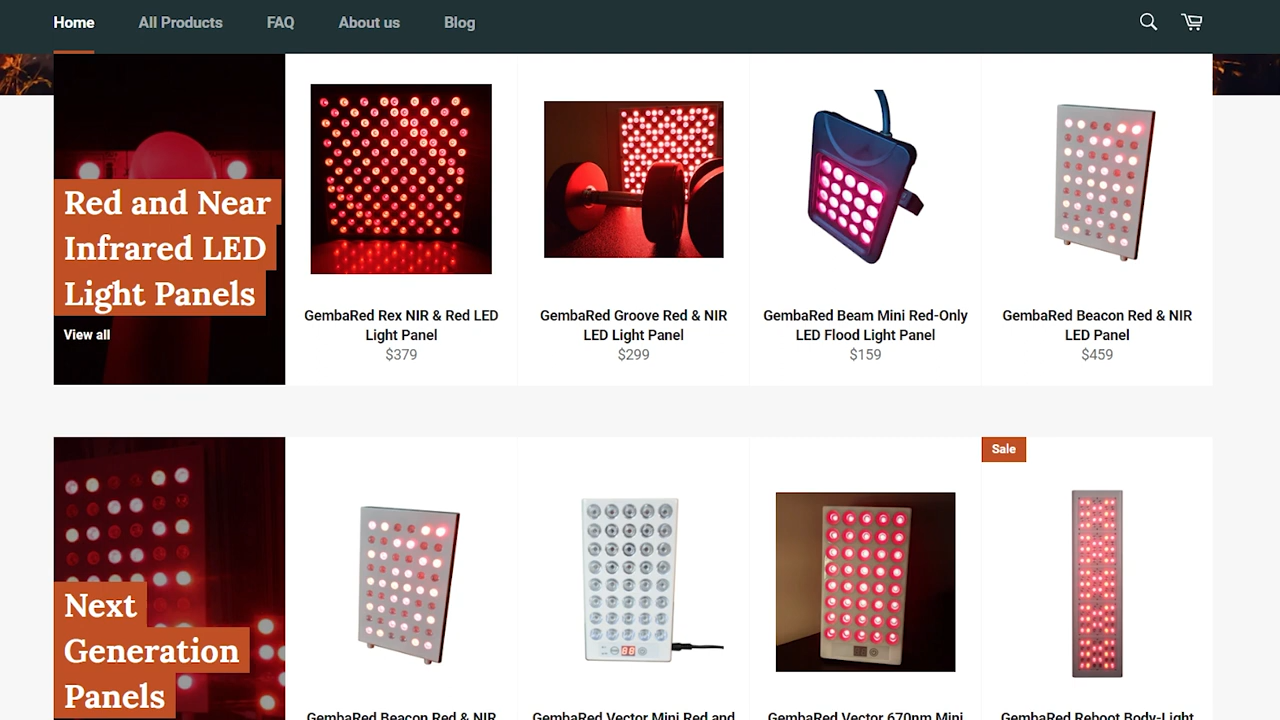 Home
All Products
FAQ
About us
Blog
Red and Near
Infrared LED
Light Panels
View all
GembaRed Rex NIR & Red LED
Light Panel
$379
GembaRed Groove Red & NIR
LED Light Panel
$299
GembaRed Beam Mini Red-Only
LED Flood Light Panel
$159
GembaRed Beacon Red & NIR
LED Panel
$459
Next
Generation
Panels
Sale
88
GembaRed Beacon Red & NIR
GembaRed Vector Mini Red and
GembaRed Vector 670nm Mini
GembaRed Reboot Body-Light